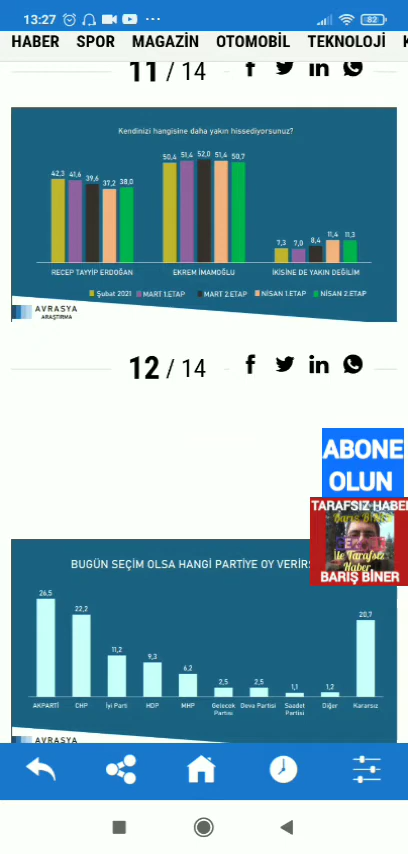 13:27
82
HABER SPOR MAGAZİN OTOMOBİL TEKNOLOJİ
11 / 14
Kendinizi hangisine daha yakın hissediyorsunuz?
42,3 41,6 39,6 37,2 38,0
50,4 51,4 52,0 51,4 50,7
7,3 7,0 8,4 11,4 11,3
RECEP TAYYİP ERDOĞAN EKREM İMAMOĞLU İKİSİNE DE YAKIN DEĞİLİM
Şubat 2021 MART 1.ETAP MART 2.ETAP NİSAN 1.ETAP NİSAN 2.ETAP
AVRASYA
ARAŞTIRMA
12 / 14
ABONE
OLUN
TARAFSIZ HABER
Barış Biner
İle Tarafsız
Haber
BARIŞ BİNER
BUGÜN SEÇİM OLSA HANGİ PARTİYE OY VERİRS
26,5 22,2 11,2 9,3 6,2 2,5 2,5 1,1 1,2 20,7
AKPARTİ CHP İyi Parti HDP MHP Gelecek Partisi Deva Partisi Saadet Partisi Diğer Kararsız
AVRASYA